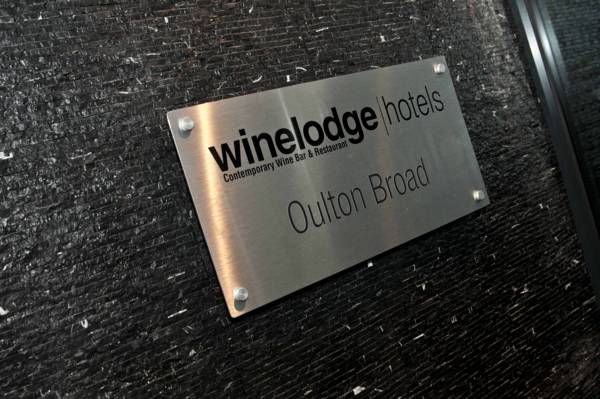 winelodge|hotels
Contemporary Wine Bar & Restaurant
Oulton Broad